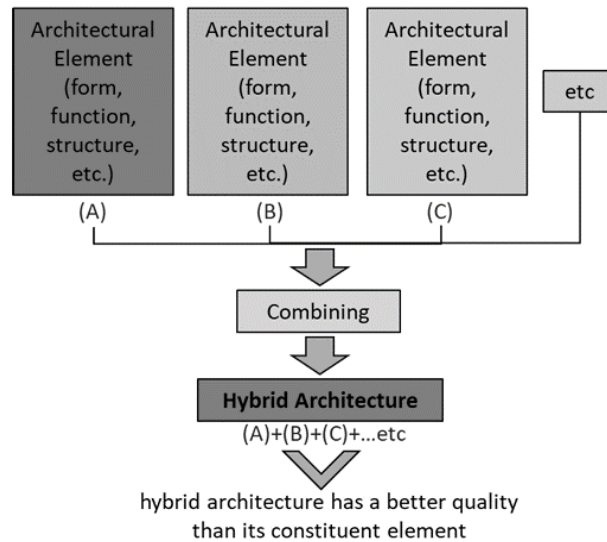 Architectural
Element
(form,
function,
structure,
etc.)
(A)
Architectural
Element
(form,
function,
structure,
etc.)
(B)
Architectural
Element
(form,
function,
structure,
etc.)
(C)
etc
Combining
Hybrid Architecture
(A)+(B)+(C)+...etc
hybrid architecture has a better quality
than its constituent element